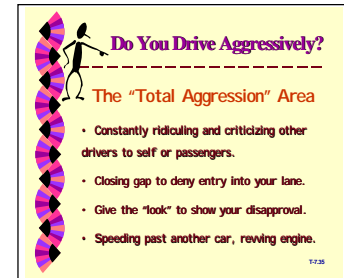 Do You Drive Aggressively?
The "Total Aggression" Area
• Constantly ridiculing and criticizing other
drivers to self or passengers.
• Closing gap to deny entry into your lane.
• Give the "look" to show your disapproval.
• Speeding past another car, revving engine.
T-7.35